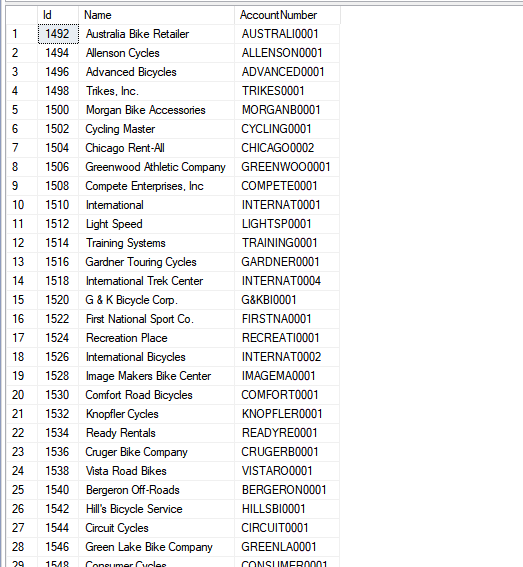 Id Name AccountNumber
1 1492 Australia Bike Retailer AUSTRALI0001
2 1494 Allenson Cycles ALLENSON0001
3 1496 Advanced Bicycles ADVANCED0001
4 1498 Trikes, Inc. TRIKES0001
5 1500 Morgan Bike Accessories MORGANB0001
6 1502 Cycling Master CYCLING0001
7 1504 Chicago Rent-All CHICAGO0002
8 1506 Greenwood Athletic Company GREENWOO0001
9 1508 Compete Enterprises, Inc COMPETE0001
10 1510 International INTERNAT0001
11 1512 Light Speed LIGHTSP0001
12 1514 Training Systems TRAINING0001
13 1516 Gardner Touring Cycles GARDNER0001
14 1518 International Trek Center INTERNAT0004
15 1520 G & K Bicycle Corp. G&KBI0001
16 1522 First National Sport Co. FIRSTNA0001
17 1524 Recreation Place RECREATI0001
18 1526 International Bicycles INTERNAT0002
19 1528 Image Makers Bike Center IMAGEMA0001
20 1530 Comfort Road Bicycles COMFORT0001
21 1532 Knopfler Cycles KNOPFLER0001
22 1534 Ready Rentals READYRE0001
23 1536 Cruger Bike Company CRUGERB0001
24 1538 Vista Road Bikes VISTARO0001
25 1540 Bergeron Off-Roads BERGERON0001
26 1542 Hill's Bicycle Service HILLSBI0001
27 1544 Circuit Cycles CIRCUIT0001
28 1546 Green Lake Bike Company GREENLA0001
29 1548 Consumer Cycles CONSUMER0001